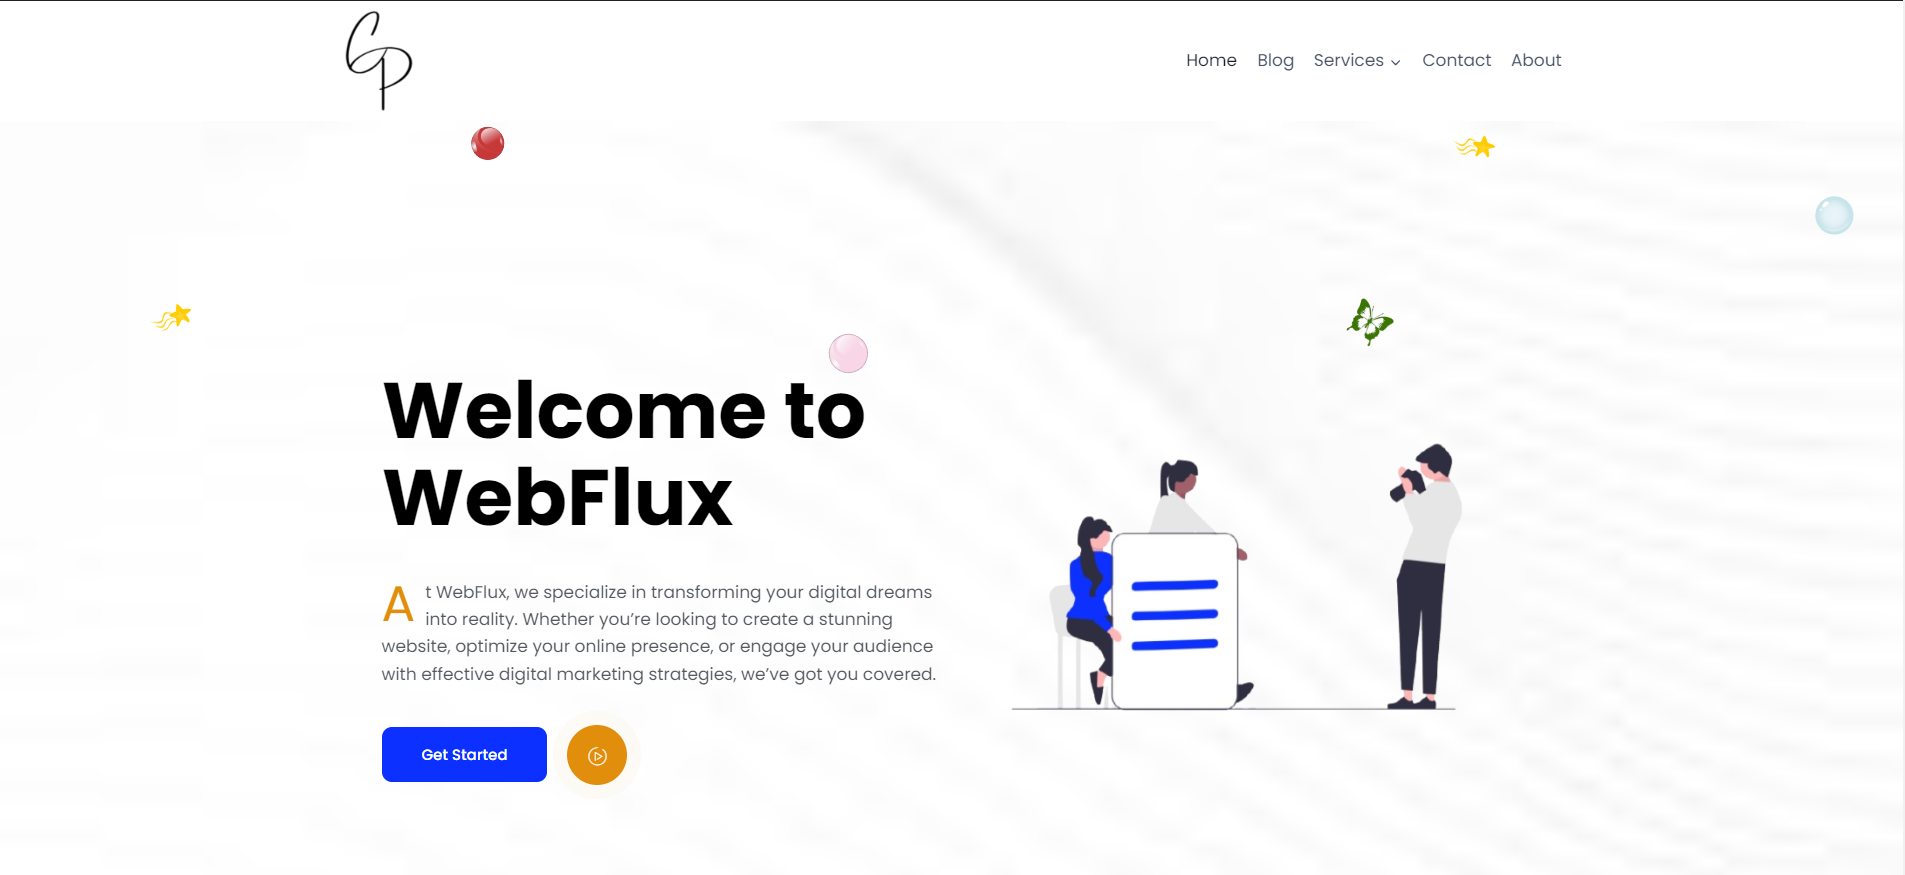 GP
Home Blog Services Contact About
Welcome to
WebFlux
At WebFlux, we specialize in transforming your digital dreams
into reality. Whether you’re looking to create a stunning
website, optimize your online presence, or engage your audience
with effective digital marketing strategies, we’ve got you covered.
Get Started